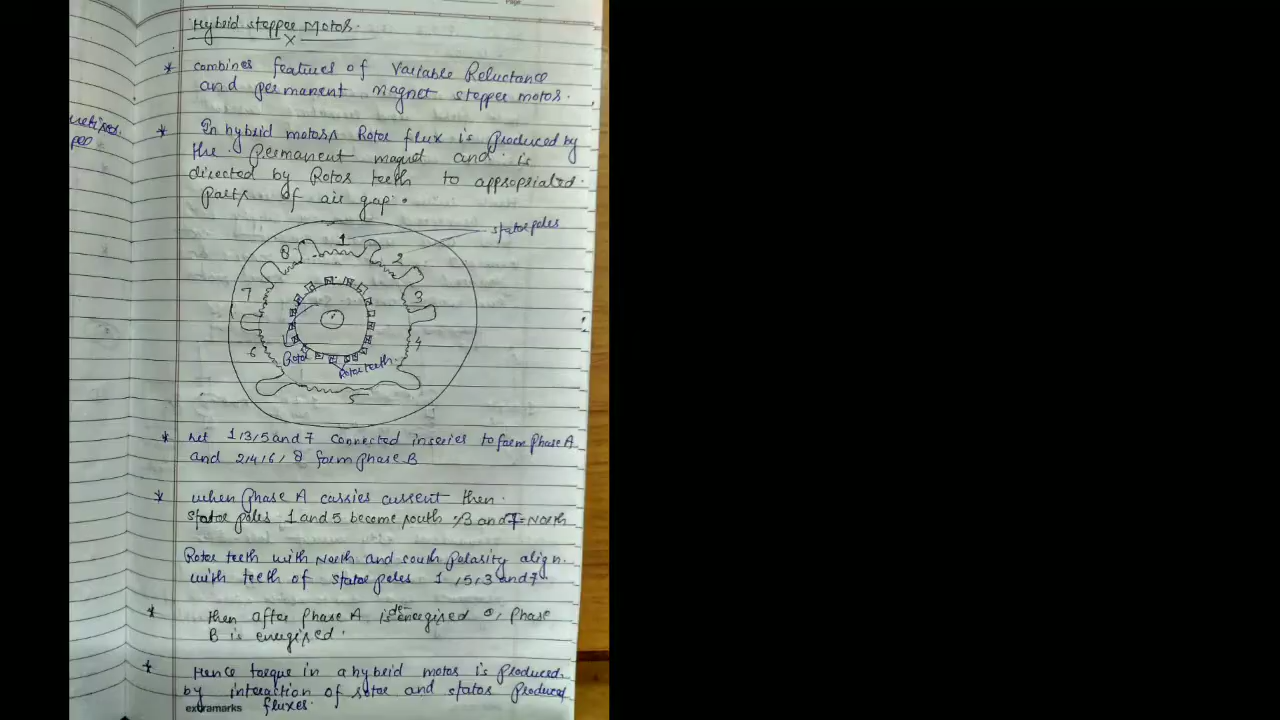 Page
Hybrid stepper Motor.
x
* combines features of Variable Reluctance
and permanent magnet stepper motor.
* In hybrid motors Rotor flux is produced by
the permanent magnet and is
directed by Rotor teeth to appropriated
parts of air gap.
stator poles
1
8
2
7
3
6
4
Rotor
Rotor teeth
5
* Let 1,3,5 and 7 connected in series to form phase A
and 2,4,6,8 form phase B
* when phase A carries current then
stator poles 1 and 5 become south, 3 and 7 = North
Rotor teeth with North and south polarity align
with teeth of stator poles 1,5,3 and 7
* then after phase A is de-energised, phase
B is energised.
* Hence torque in a hybrid motor is produced
by interaction of rotor and stator produced
fluxes.
extramarks